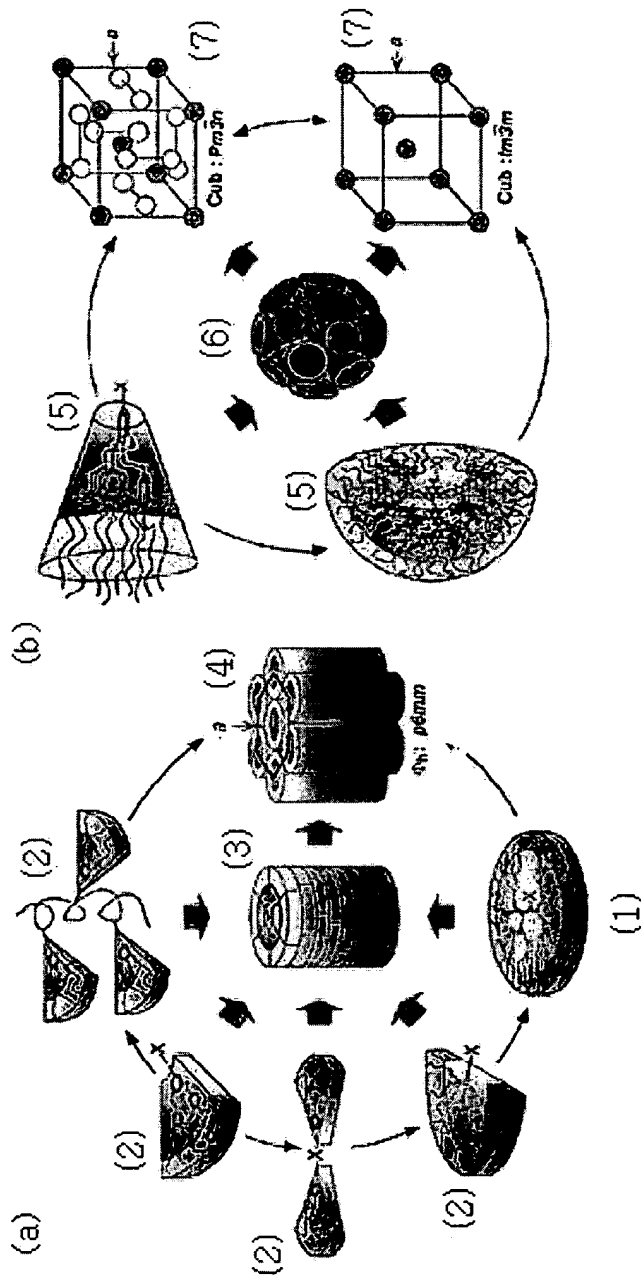 (a)
(2)
(2)
X
(2)
X
(2)
X
(3)
(4)
a
Φh: p6mm
(1)
X
(b)
(5)
X
(5)
(6)
a
Cub : Pm3̄n
(7)
a
Cub : Im3̄m
(7)